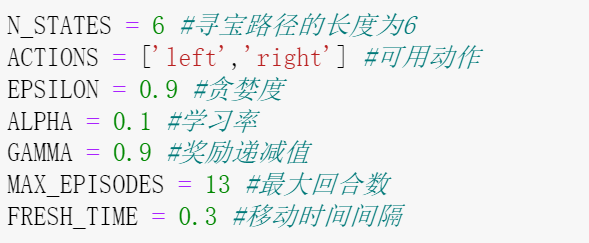 N_STATES = 6 #寻宝路径的长度为6
ACTIONS = ['left','right'] #可用动作
EPSILON = 0.9 #贪婪度
ALPHA = 0.1 #学习率
GAMMA = 0.9 #奖励递减值
MAX_EPISODES = 13 #最大回合数
FRESH_TIME = 0.3 #移动时间间隔